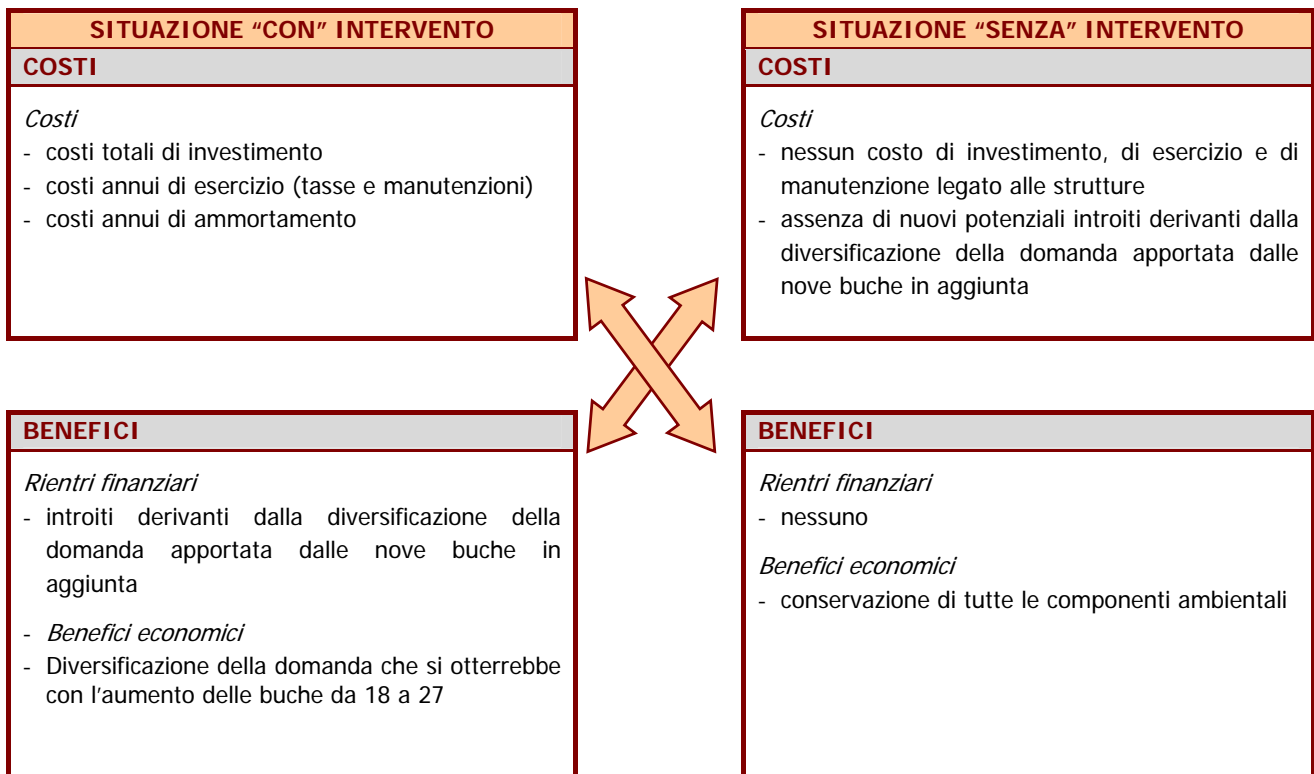 SITUAZIONE “CON” INTERVENTO
COSTI
Costi
- costi totali di investimento
- costi annui di esercizio (tasse e manutenzioni)
- costi annui di ammortamento
SITUAZIONE “SENZA” INTERVENTO
COSTI
Costi
- nessun costo di investimento, di esercizio e di
manutenzione legato alle strutture
- assenza di nuovi potenziali introiti derivanti dalla
diversificazione della domanda apportata dalle
nove buche in aggiunta
BENEFICI
Rientri finanziari
- introiti derivanti dalla diversificazione della
domanda apportata dalle nove buche in
aggiunta
- Benefici economici
- Diversificazione della domanda che si otterrebbe
con l’aumento delle buche da 18 a 27
BENEFICI
Rientri finanziari
- nessuno
Benefici economici
- conservazione di tutte le componenti ambientali